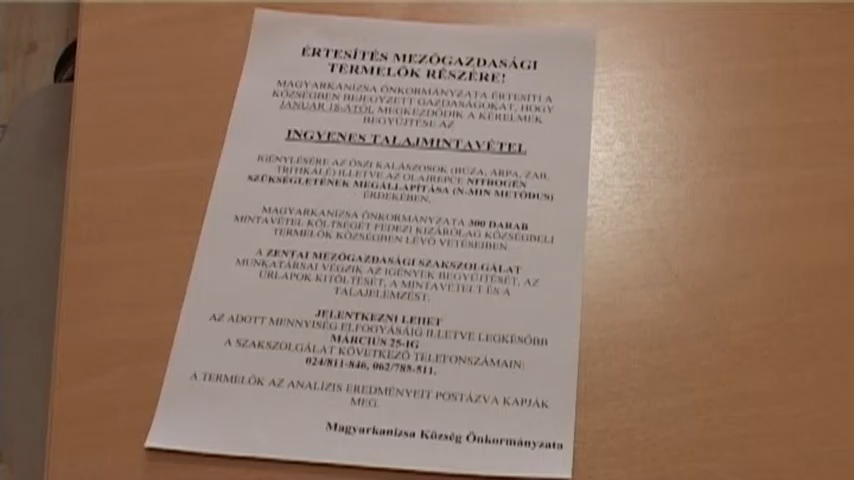 ÉRTESÍTÉS MEZŐGAZDASÁGI
TERMELŐK RÉSZÉRE!
MAGYARKANIZSA ÖNKORMÁNYZATA ÉRTESÍTI A
KÖZSÉGBEN BEJEGYZETT GAZDASÁGOKAT, HOGY
JANUÁR 18-ÁTÓL MEGKEZDŐDIK A KÉRELMEK
BEGYŰJTÉSE AZ
INGYENES TALAJMINTAVÉTEL
IGÉNYLÉSÉRE AZ ŐSZI KALÁSZOSOK (BÚZA, ÁRPA, ZAB,
TRITIKÁLÉ) ILLETVE AZ OLAJREPCE NITROGÉN
SZÜKSÉGLETÉNEK MEGÁLLAPÍTÁSA (N-MIN METÓDUS)
ÉRDEKÉBEN.
MAGYARKANIZSA ÖNKORMÁNYZATA 300 DARAB
MINTAVÉTEL KÖLTSÉGÉT FEDEZI KIZÁRÓLAG KÖZSÉGBELI
TERMELŐK KÖZSÉGBEN LÉVŐ VETÉSEIBEN
A ZENTAI MEZŐGAZDASÁGI SZAKSZOLGÁLAT
MUNKATÁRSAI VÉGZIK AZ IGÉNYEK BEGYŰJTÉSÉT, AZ
ŰRLAPOK KITÖLTÉSÉT, A MINTAVÉTELT ÉS A
TALAJELEMZÉST.
JELENTKEZNI LEHET
AZ ADOTT MENNYISÉG ELFOGYÁSÁIG ILLETVE LEGKÉSŐBB
MÁRCIUS 25-IG
A SZAKSZOLGÁLAT KÖVETKEZŐ TELEFONSZÁMAIN:
024/811-846, 062/785-511.
A TERMELŐK AZ ANALÍZIS EREDMÉNYEIT POSTÁZVA KAPJÁK
MEG.
Magyarkanizsa Község Önkormányzata